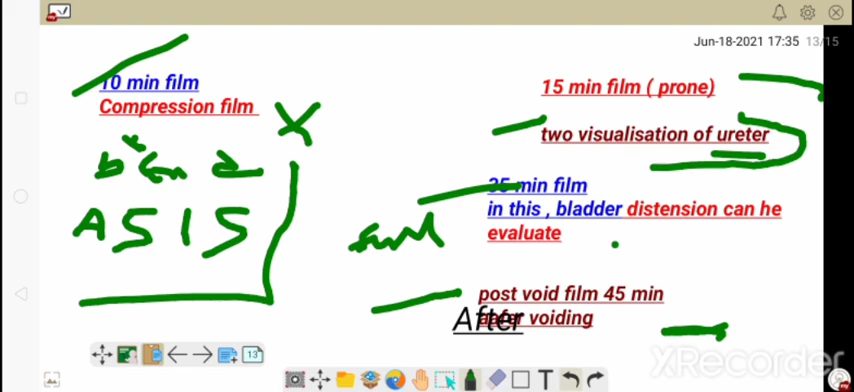 Jun-18-2021 17:35 13/15
10 min film
Compression film
15 min film ( prone)
two visualisation of ureter
A S I S
35 min film
in this , bladder distension can he
evaluate
post void film 45 min
After voiding
13
XRecorder